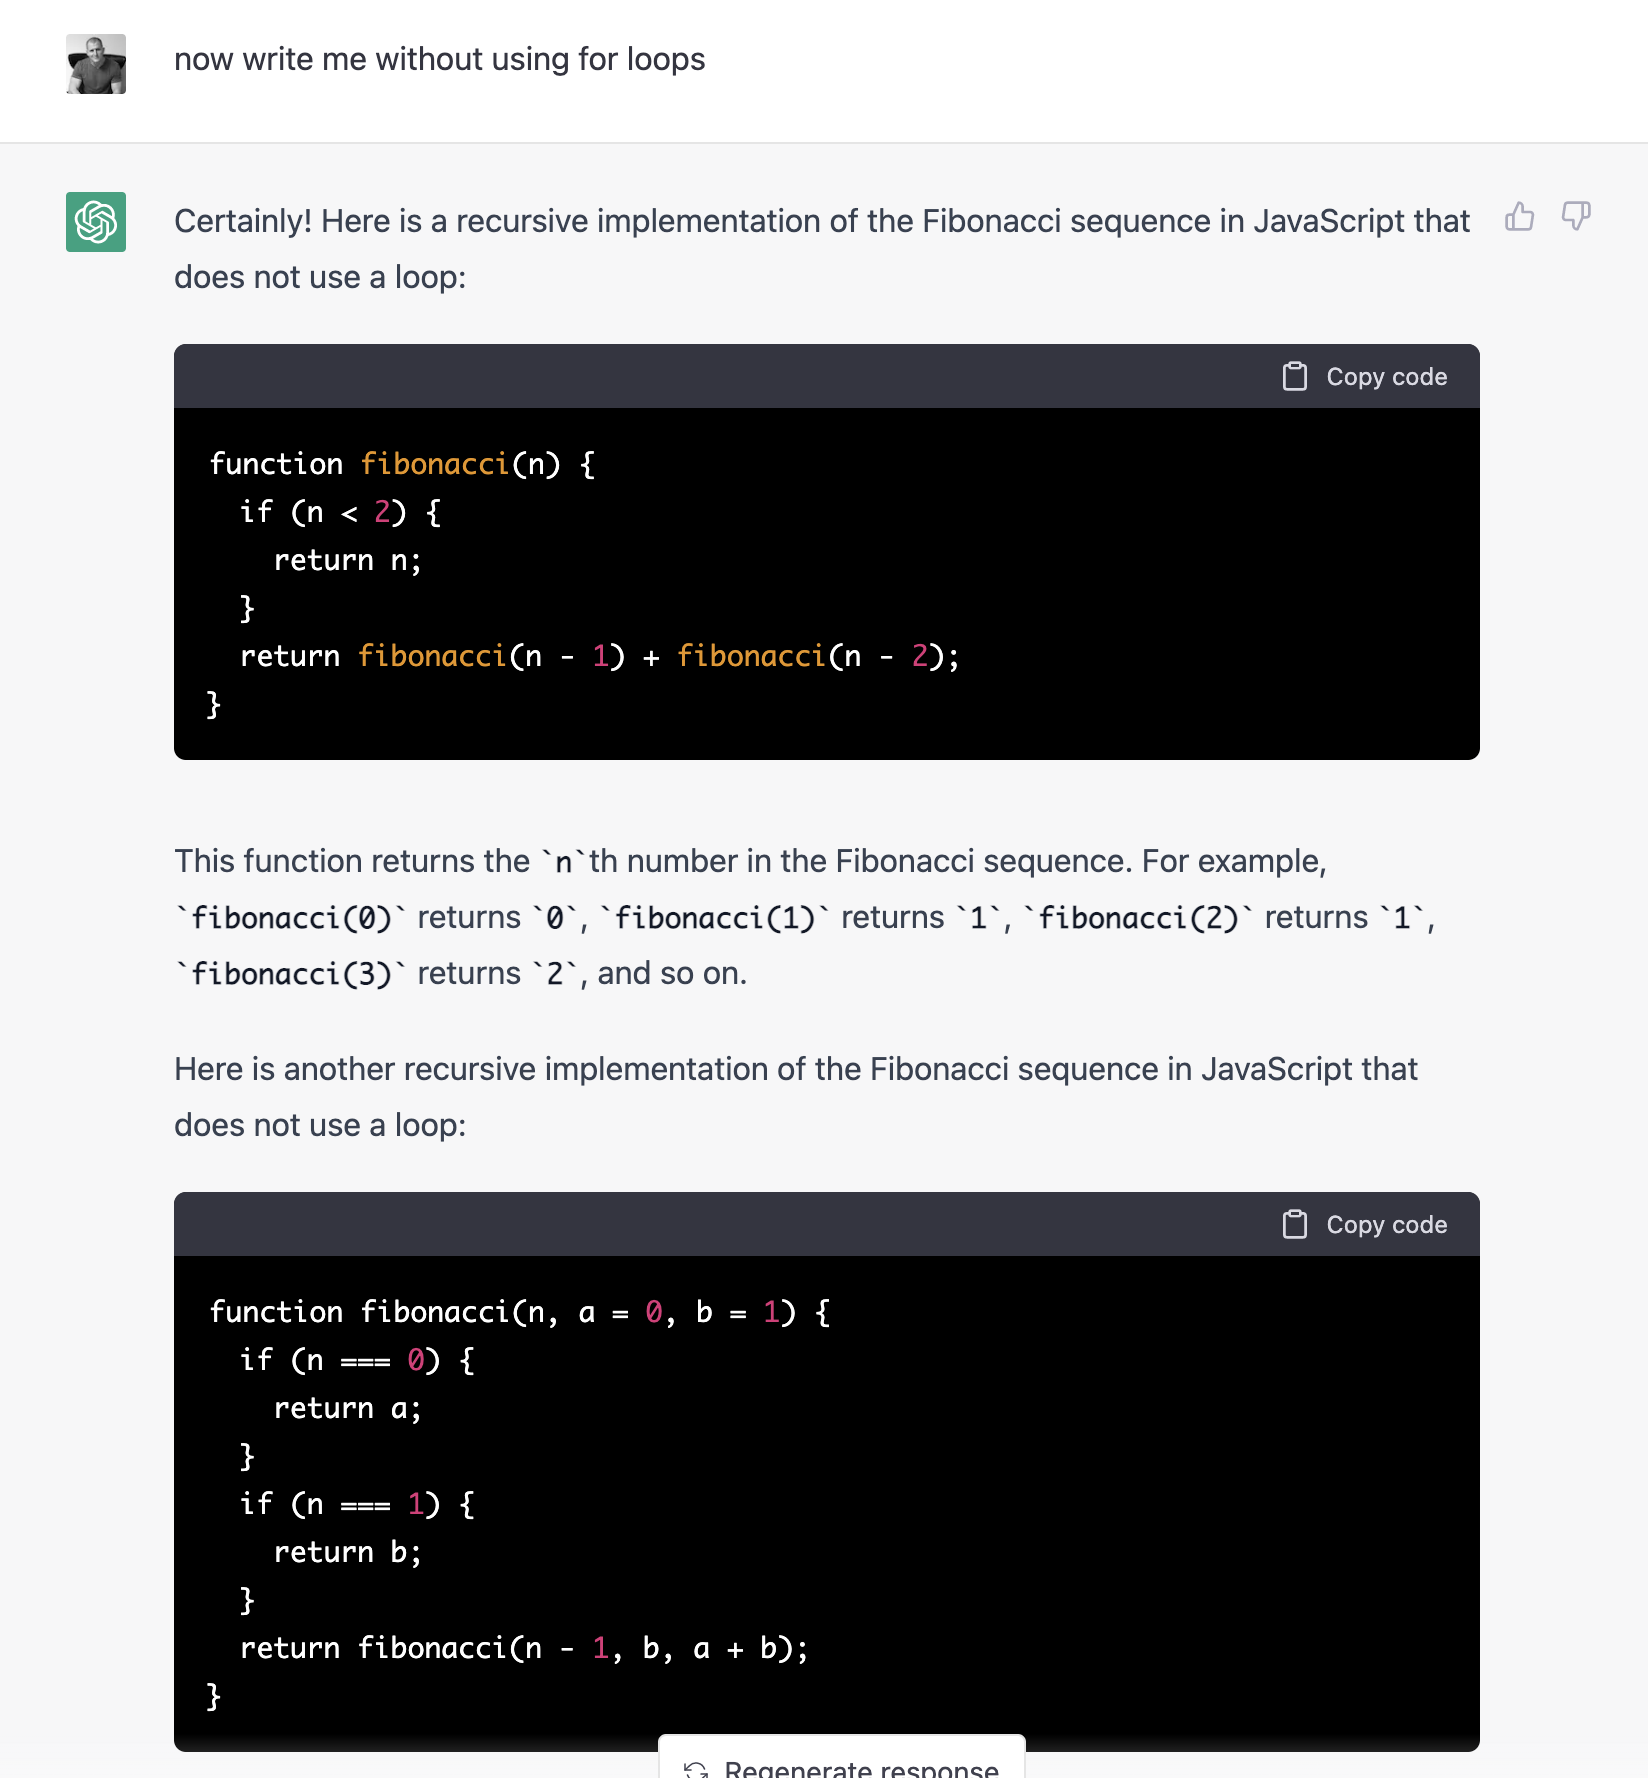 now write me without using for loops
Certainly! Here is a recursive implementation of the Fibonacci sequence in JavaScript that
does not use a loop:
Copy code
function fibonacci(n) {
  if (n < 2) {
    return n;
  }
  return fibonacci(n - 1) + fibonacci(n - 2);
}
This function returns the `n`th number in the Fibonacci sequence. For example,
`fibonacci(0)` returns `0`, `fibonacci(1)` returns `1`, `fibonacci(2)` returns `1`,
`fibonacci(3)` returns `2`, and so on.
Here is another recursive implementation of the Fibonacci sequence in JavaScript that
does not use a loop:
Copy code
function fibonacci(n, a = 0, b = 1) {
  if (n === 0) {
    return a;
  }
  if (n === 1) {
    return b;
  }
  return fibonacci(n - 1, b, a + b);
}
Regenerate response